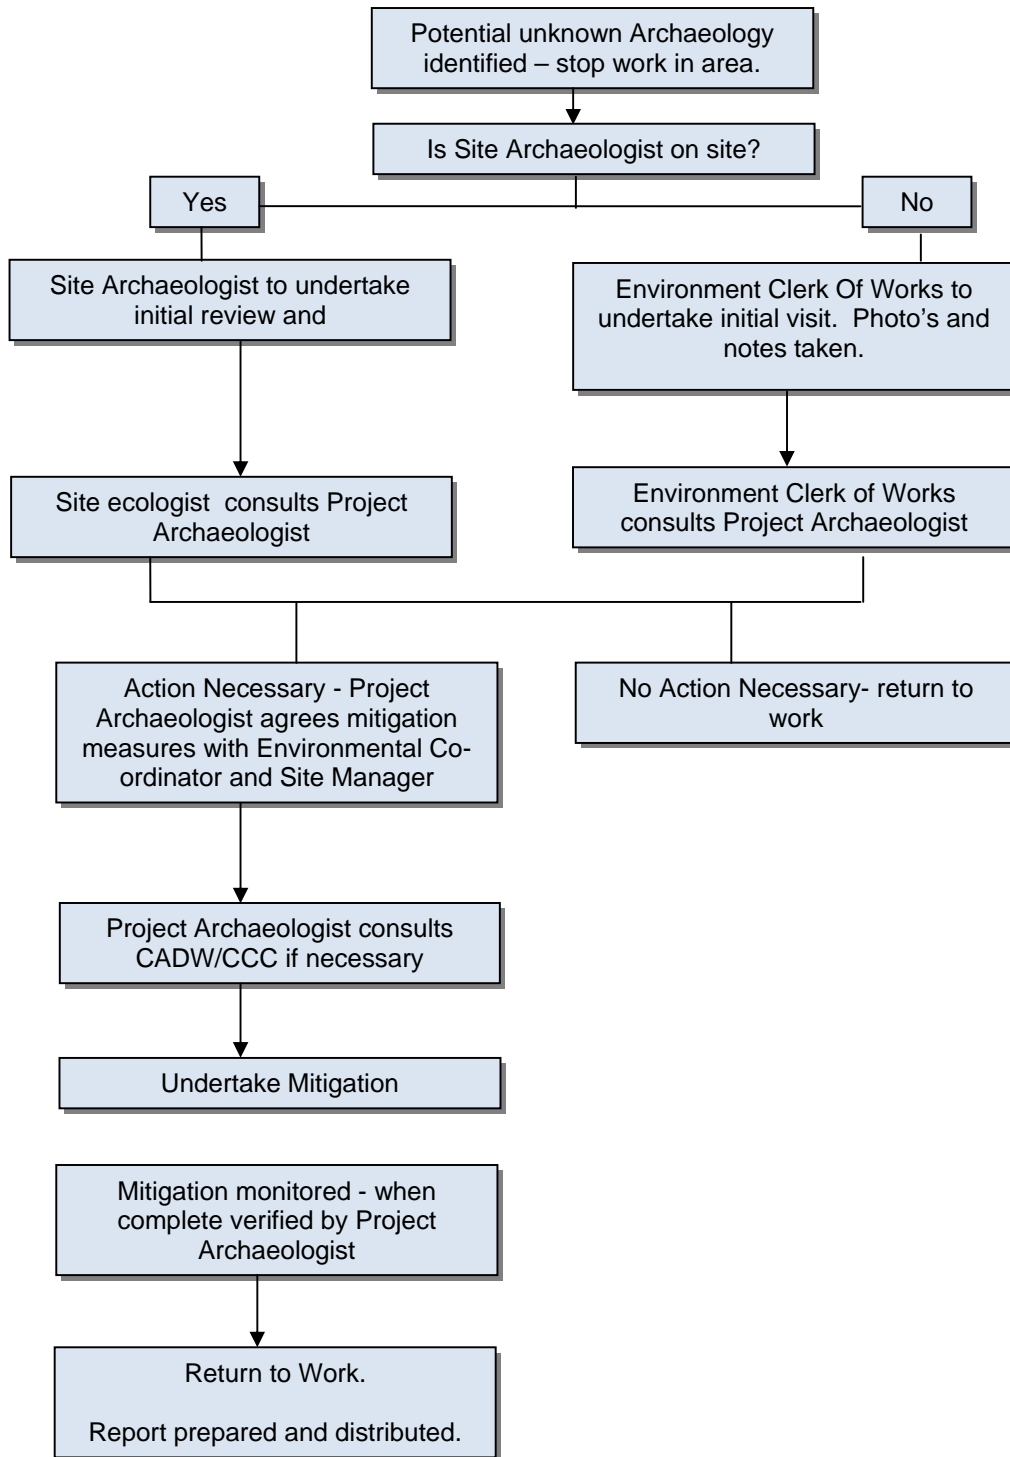 Potential unknown Archaeology
identified – stop work in area.
Is Site Archaeologist on site?
Yes
No
Site Archaeologist to undertake
initial review and
Environment Clerk Of Works to
undertake initial visit.  Photo’s and
notes taken.
Site ecologist  consults Project
Archaeologist
Environment Clerk of Works
consults Project Archaeologist
Action Necessary - Project
Archaeologist agrees mitigation
measures with Environmental Co-
ordinator and Site Manager
No Action Necessary- return to
work
Project Archaeologist consults
CADW/CCC if necessary
Undertake Mitigation
Mitigation monitored - when
complete verified by Project
Archaeologist
Return to Work.
Report prepared and distributed.